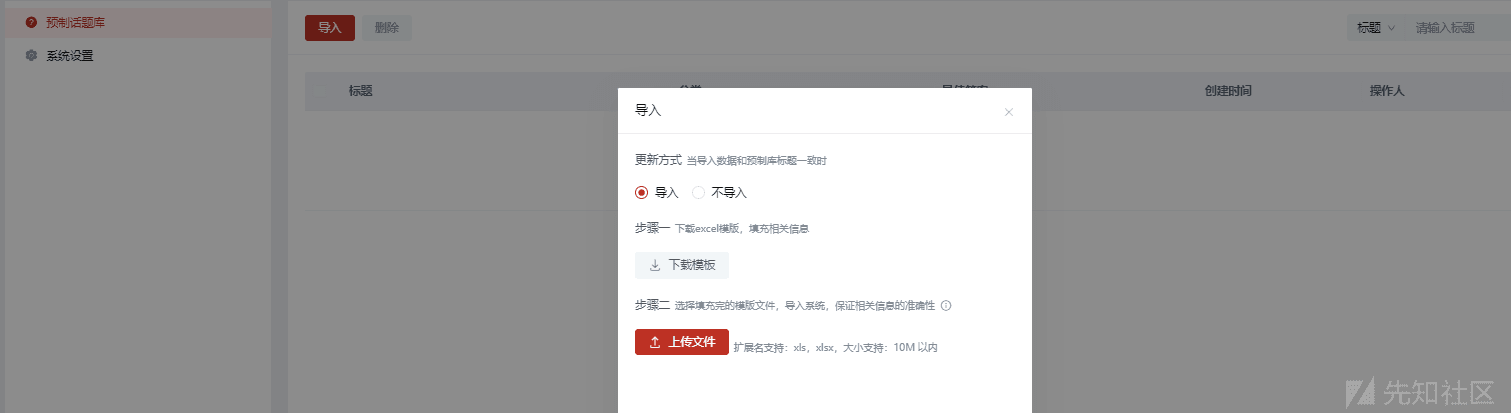 预制话题库
系统设置
导入 删除
标题 请输入标题
标题 创建时间 操作人
导入
更新方式 当导入数据和预制库标题一致时
导入 不导入
步骤一 下载excel模版，填充相关信息
下载模板
步骤二 选择填充完的模版文件，导入系统，保证相关信息的准确性
上传文件 扩展名支持：xls，xlsx，大小支持：10M 以内
先知社区